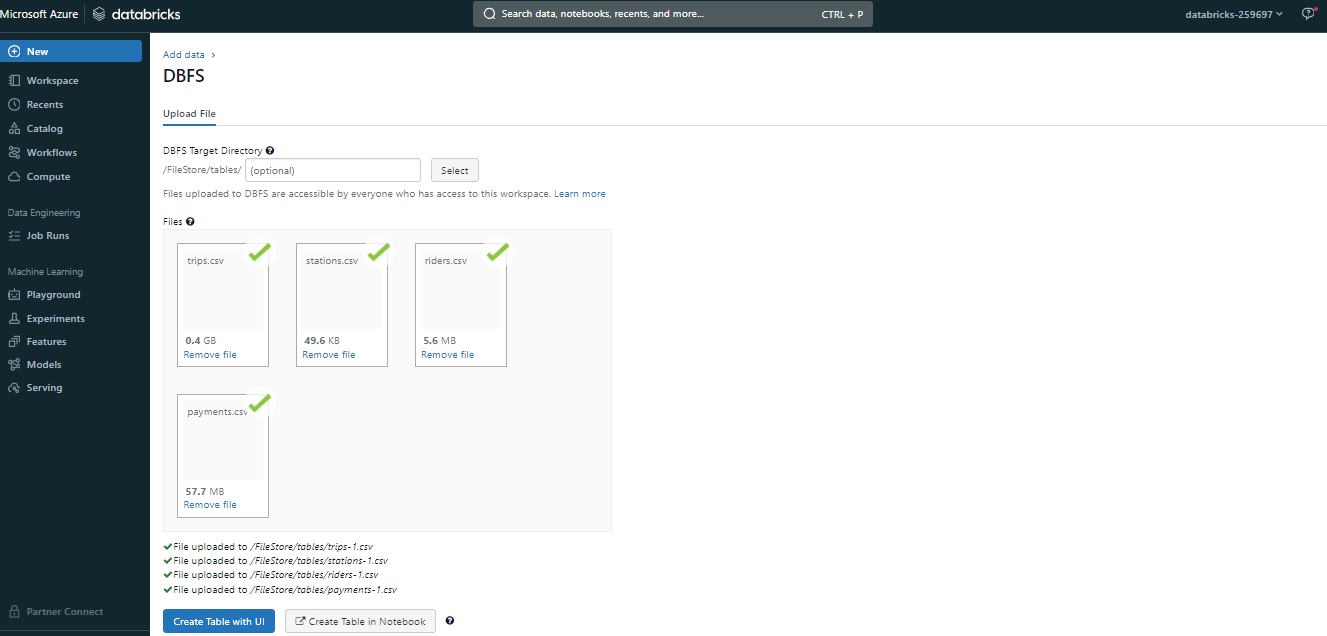 Microsoft Azure databricks Search data, notebooks, recents, and more... CTRL + P databricks-259697
New
Workspace
Recents
Catalog
Workflows
Compute
Data Engineering
Job Runs
Machine Learning
Playground
Experiments
Features
Models
Serving
Partner Connect
Add data >
DBFS
Upload File
DBFS Target Directory
/FileStore/tables/ (optional) Select
Files uploaded to DBFS are accessible by everyone who has access to this workspace. Learn more
Files
trips.csv stations.csv riders.csv
0.4 GB 49.6 KB 5.6 MB
Remove file Remove file Remove file
payments.csv
57.7 MB
Remove file
File uploaded to /FileStore/tables/trips-1.csv
File uploaded to /FileStore/tables/stations-1.csv
File uploaded to /FileStore/tables/riders-1.csv
File uploaded to /FileStore/tables/payments-1.csv
Create Table with UI Create Table in Notebook